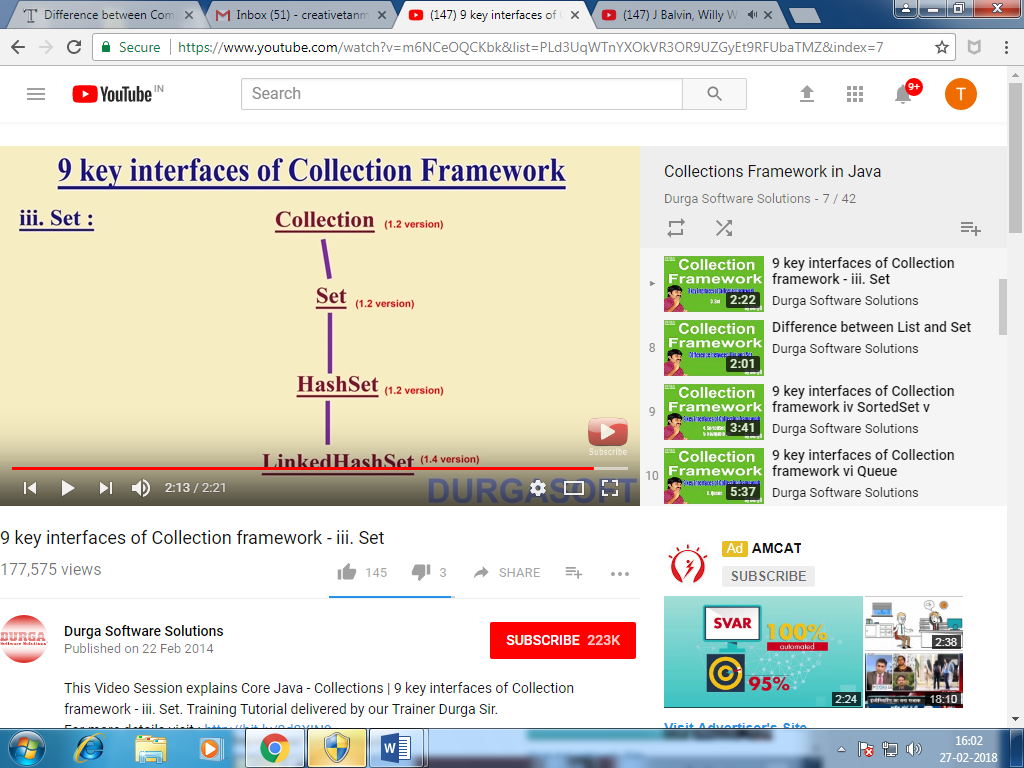 Difference between Com
Inbox (51) - creativetanm
(147) 9 key interfaces of
(147) J Balvin, Willy W
Secure
https://www.youtube.com/watch?v=m6NCeOQCKbk&list=PLd3UqWTnYXOkVR3OR9UZGyEt9RFUbaTMZ&index=7
YouTube IN
Search
9+
T
9 key interfaces of Collection Framework
iii. Set :
Collection (1.2 version)
Set (1.2 version)
HashSet (1.2 version)
LinkedHashSet (1.4 version)
Subscribe
DURGASOFT
2:13 / 2:21
Collections Framework in Java
Durga Software Solutions - 7 / 42
Collection
Framework
2:22
9 key interfaces of Collection
framework - iii. Set
Durga Software Solutions
8
Collection
Framework
2:01
Difference between List and Set
Durga Software Solutions
9
Collection
Framework
3:41
9 key interfaces of Collection
framework iv SortedSet v
Durga Software Solutions
10
Collection
Framework
5:37
9 key interfaces of Collection
framework vi Queue
Durga Software Solutions
9 key interfaces of Collection framework - iii. Set
177,575 views
145
3
SHARE
DURGA
Software Solutions
Durga Software Solutions
Published on 22 Feb 2014
SUBSCRIBE 223K
This Video Session explains Core Java - Collections | 9 key interfaces of Collection
framework - iii. Set. Training Tutorial delivered by our Trainer Durga Sir.
Ad AMCAT
SUBSCRIBE
SVAR
100%
automated
95%
2:24
2:38
18:10
Visit Advertiser's Site
16:02
27-02-2018